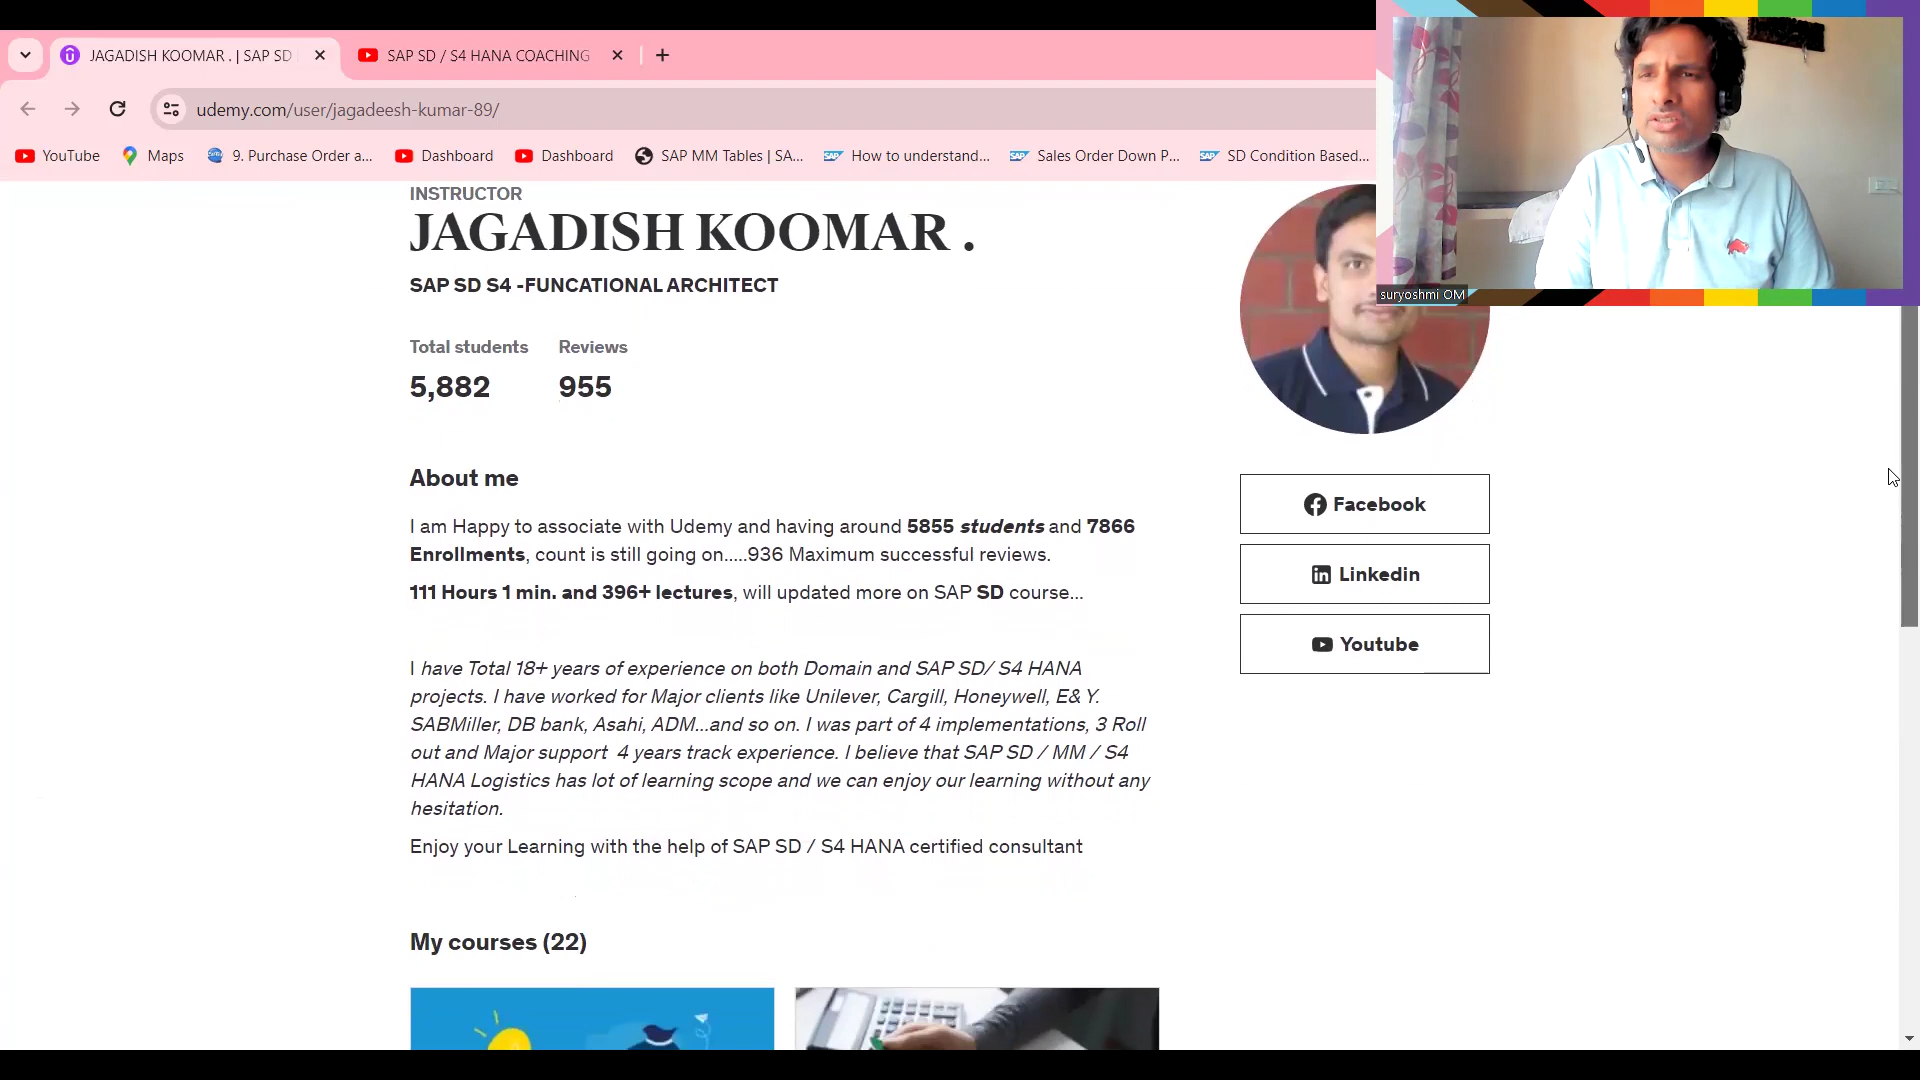 JAGADISH KOOMAR . | SAP SD
SAP SD / S4 HANA COACHING
udemy.com/user/jagadeesh-kumar-89/
YouTube
Maps
9. Purchase Order a...
Dashboard
Dashboard
SAP MM Tables | SA...
How to understand...
Sales Order Down P...
SD Condition Based...
suryoshmi OM
INSTRUCTOR
JAGADISH KOOMAR .
SAP SD S4 -FUNCATIONAL ARCHITECT
Total students
Reviews
5,882
955
About me
I am Happy to associate with Udemy and having around 5855 students and 7866
Enrollments, count is still going on.....936 Maximum successful reviews.
111 Hours 1 min. and 396+ lectures, will updated more on SAP SD course...
I have Total 18+ years of experience on both Domain and SAP SD/ S4 HANA
projects. I have worked for Major clients like Unilever, Cargill, Honeywell, E& Y.
SABMiller, DB bank, Asahi, ADM...and so on. I was part of 4 implementations, 3 Roll
out and Major support 4 years track experience. I believe that SAP SD / MM / S4
HANA Logistics has lot of learning scope and we can enjoy our learning without any
hesitation.
Enjoy your Learning with the help of SAP SD / S4 HANA certified consultant
My courses (22)
Facebook
Linkedin
Youtube